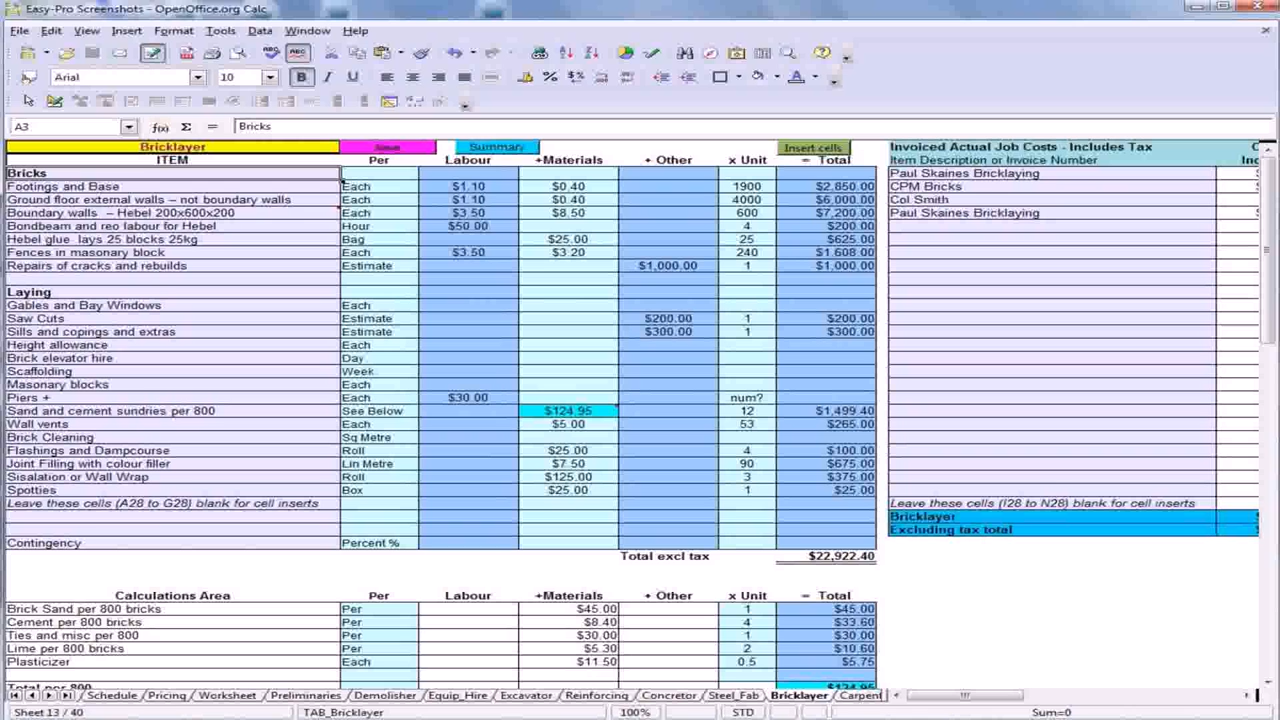 Easy-Pro Screenshots - OpenOffice.org Calc
File Edit View Insert Format Tools Data Window Help
Arial 10
A3 Bricks
Bricklayer Summary Insert cells Invoiced Actual Job Costs - Includes Tax
ITEM Per Labour +Materials + Other x Unit = Total Item Description or Invoice Number
Bricks Paul Skaines Bricklaying
Footings and Base Each $1.10 $0.40 1900 $2,850.00 CPM Bricks
Ground floor external walls – not boundary walls Each $1.10 $0.40 4000 $6,000.00 Col Smith
Boundary walls – Hebel 200x600x200 Each $3.50 $8.50 600 $7,200.00 Paul Skaines Bricklaying
Bondbeam and reo labour for Hebel Hour $50.00 4 $200.00
Hebel glue lays 25 blocks 25kg Bag $25.00 25 $625.00
Fences in masonary block Each $3.50 $3.20 240 $1,608.00
Repairs of cracks and rebuilds Estimate $1,000.00 1 $1,000.00
Laying
Gables and Bay Windows Each
Saw Cuts Estimate $200.00 1 $200.00
Sills and copings and extras Estimate $300.00 1 $300.00
Height allowance Each
Brick elevator hire Day
Scaffolding Week
Masonary blocks Each
Piers + Each $30.00 num?
Sand and cement sundries per 800 See Below $124.95 12 $1,499.40
Wall vents Each $5.00 53 $265.00
Brick Cleaning Sq Metre
Flashings and Dampcourse Roll $25.00 4 $100.00
Joint Filling with colour filler Lin Metre $7.50 90 $675.00
Sisalation or Wall Wrap Roll $125.00 3 $375.00
Spotties Box $25.00 1 $25.00
Leave these cells (A28 to G28) blank for cell inserts Leave these cells (I28 to N28) blank for cell inserts
Bricklayer
Excluding tax total
Contingency Percent %
Total excl tax $22,922.40
Calculations Area Per Labour +Materials + Other x Unit = Total
Brick Sand per 800 bricks Per $45.00 1 $45.00
Cement per 800 bricks Per $8.40 4 $33.60
Ties and misc per 800 Per $30.00 1 $30.00
Lime per 800 bricks Per $5.30 2 $10.60
Plasticizer Each $11.50 0.5 $5.75
Total per 800 $124.95
Schedule Pricing Worksheet Preliminaries Demolisher Equip_Hire Excavator Reinforcing Concretor Steel_Fab Bricklayer Carpent
Sheet 13 / 40 TAB_Bricklayer 100% STD Sum=0